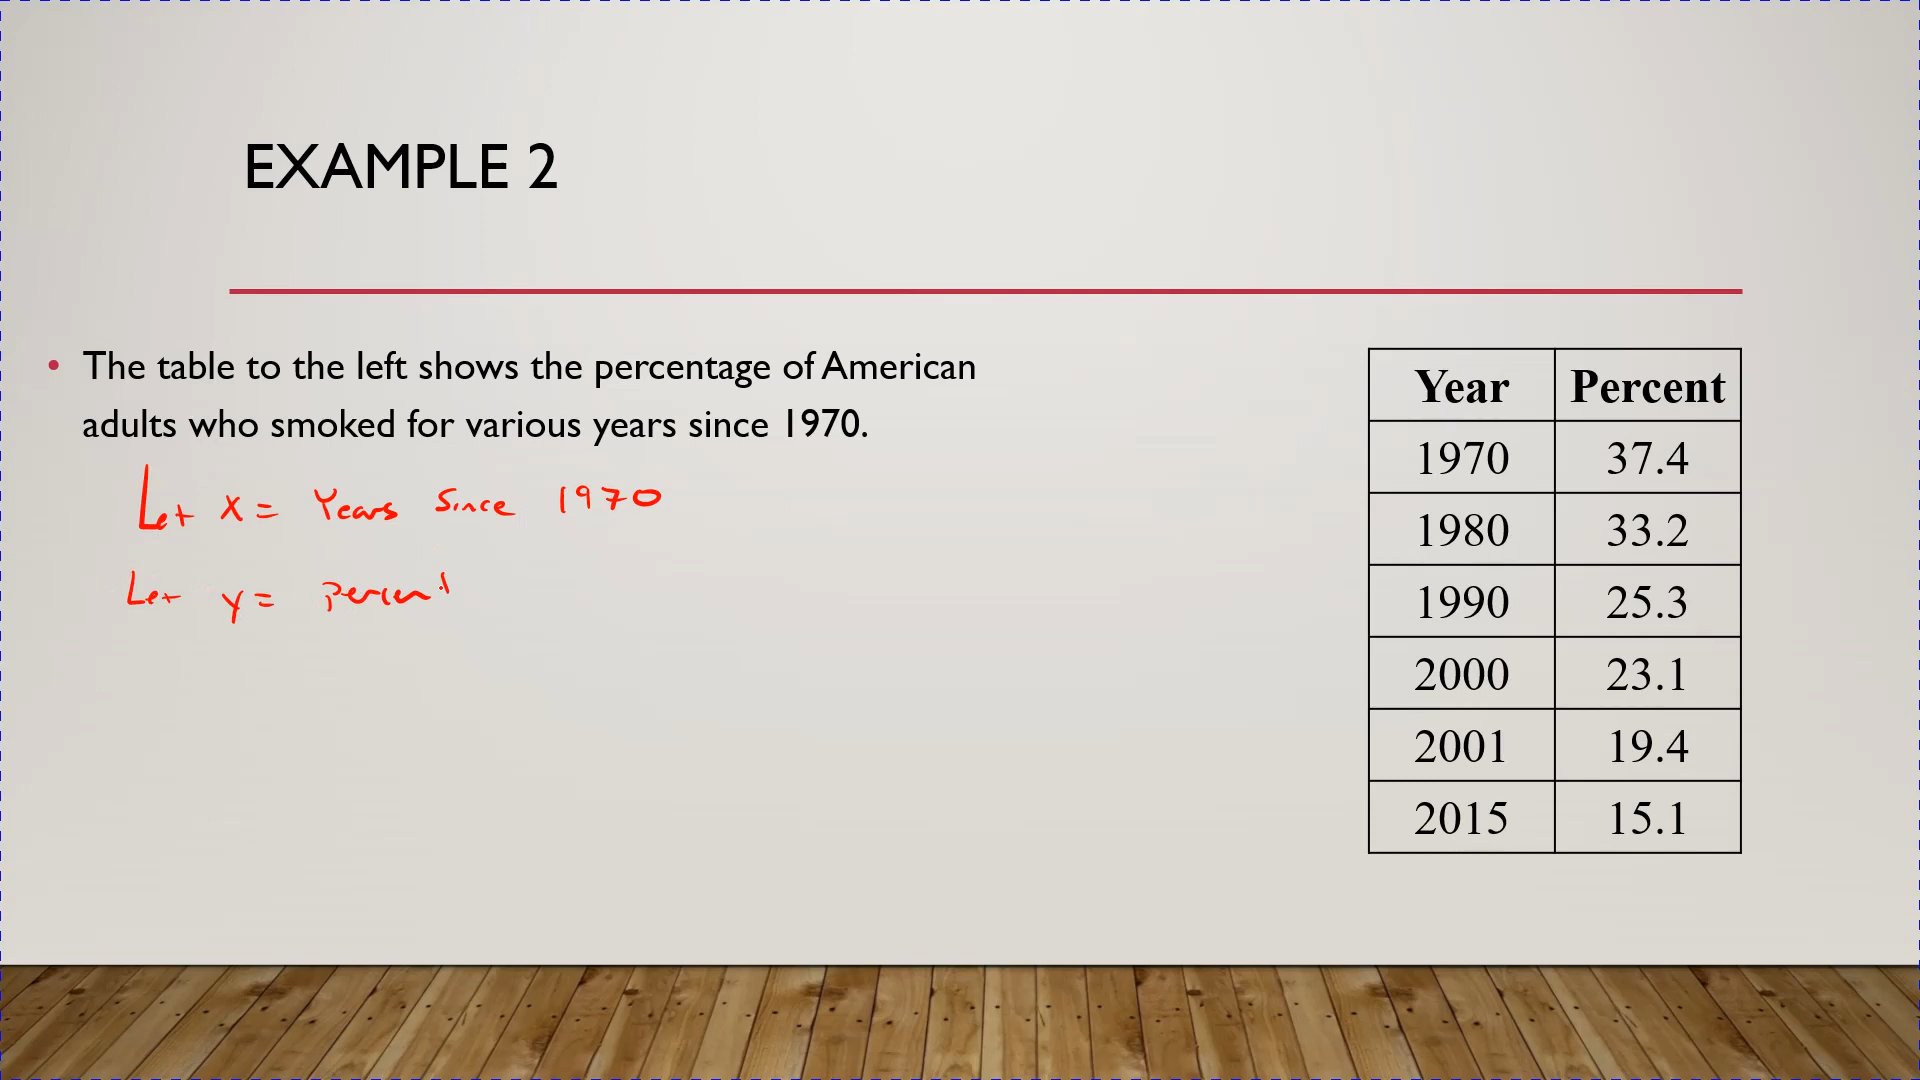 EXAMPLE 2
• The table to the left shows the percentage of American
adults who smoked for various years since 1970.
Let x = Years Since 1970
Let y = Percent
Year Percent
1970 37.4
1980 33.2
1990 25.3
2000 23.1
2001 19.4
2015 15.1